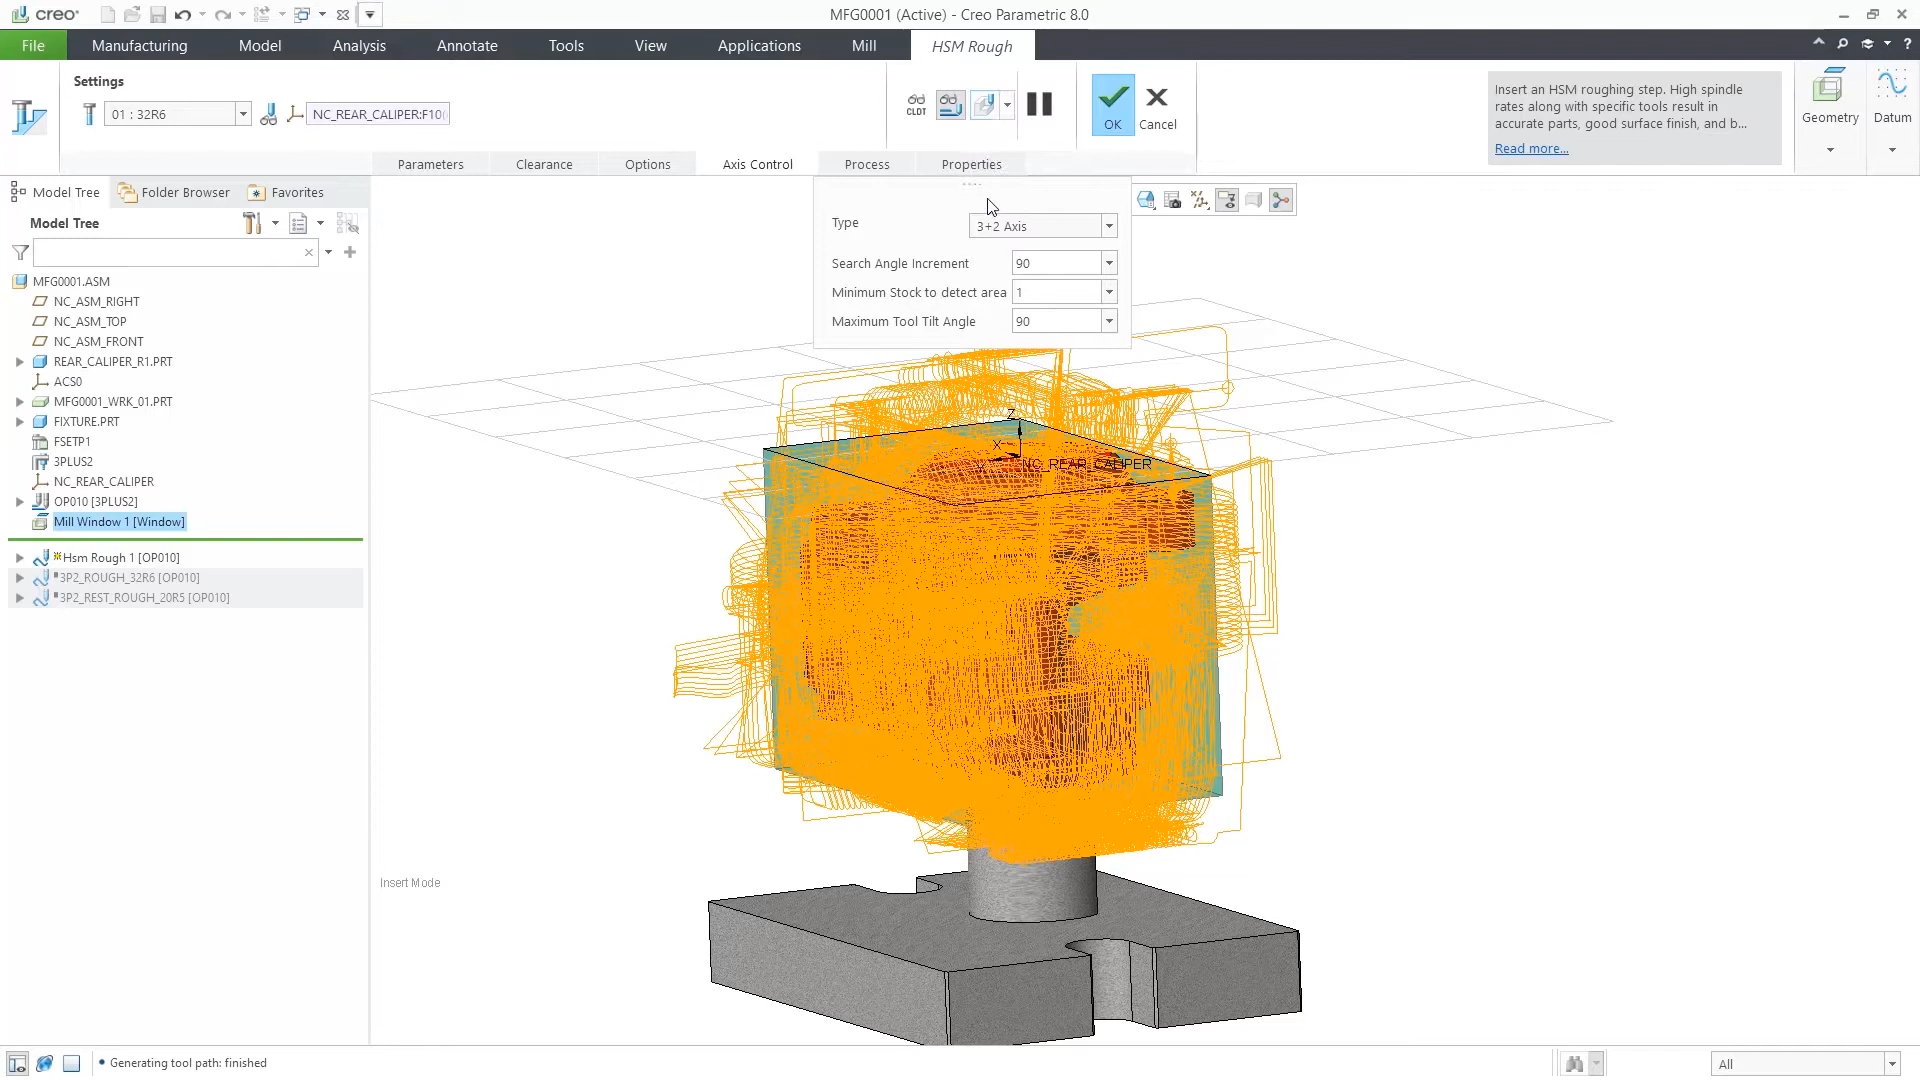 creo
MFG0001 (Active) - Creo Parametric 8.0
File
Manufacturing
Model
Analysis
Annotate
Tools
View
Applications
Mill
HSM Rough
Settings
01 : 32R6
NC_REAR_CALIPER:F10(
CLDT
OK
Cancel
Insert an HSM roughing step. High spindle
rates along with specific tools result in
accurate parts, good surface finish, and b...
Read more...
Geometry
Datum
Parameters
Clearance
Options
Axis Control
Process
Properties
Model Tree
Folder Browser
Favorites
Model Tree
Type
3+2 Axis
Search Angle Increment
90
Minimum Stock to detect area
1
Maximum Tool Tilt Angle
90
MFG0001.ASM
NC_ASM_RIGHT
NC_ASM_TOP
NC_ASM_FRONT
REAR_CALIPER_R1.PRT
ACS0
MFG0001_WRK_01.PRT
FIXTURE.PRT
FSETP1
3PLUS2
NC_REAR_CALIPER
OP010 [3PLUS2]
Mill Window 1 [Window]
Hsm Rough 1 [OP010]
3P2_ROUGH_32R6 [OP010]
3P2_REST_ROUGH_20R5 [OP010]
Z
X
Y
NC_REAR_CALIPER
Insert Mode
Generating tool path: finished
All